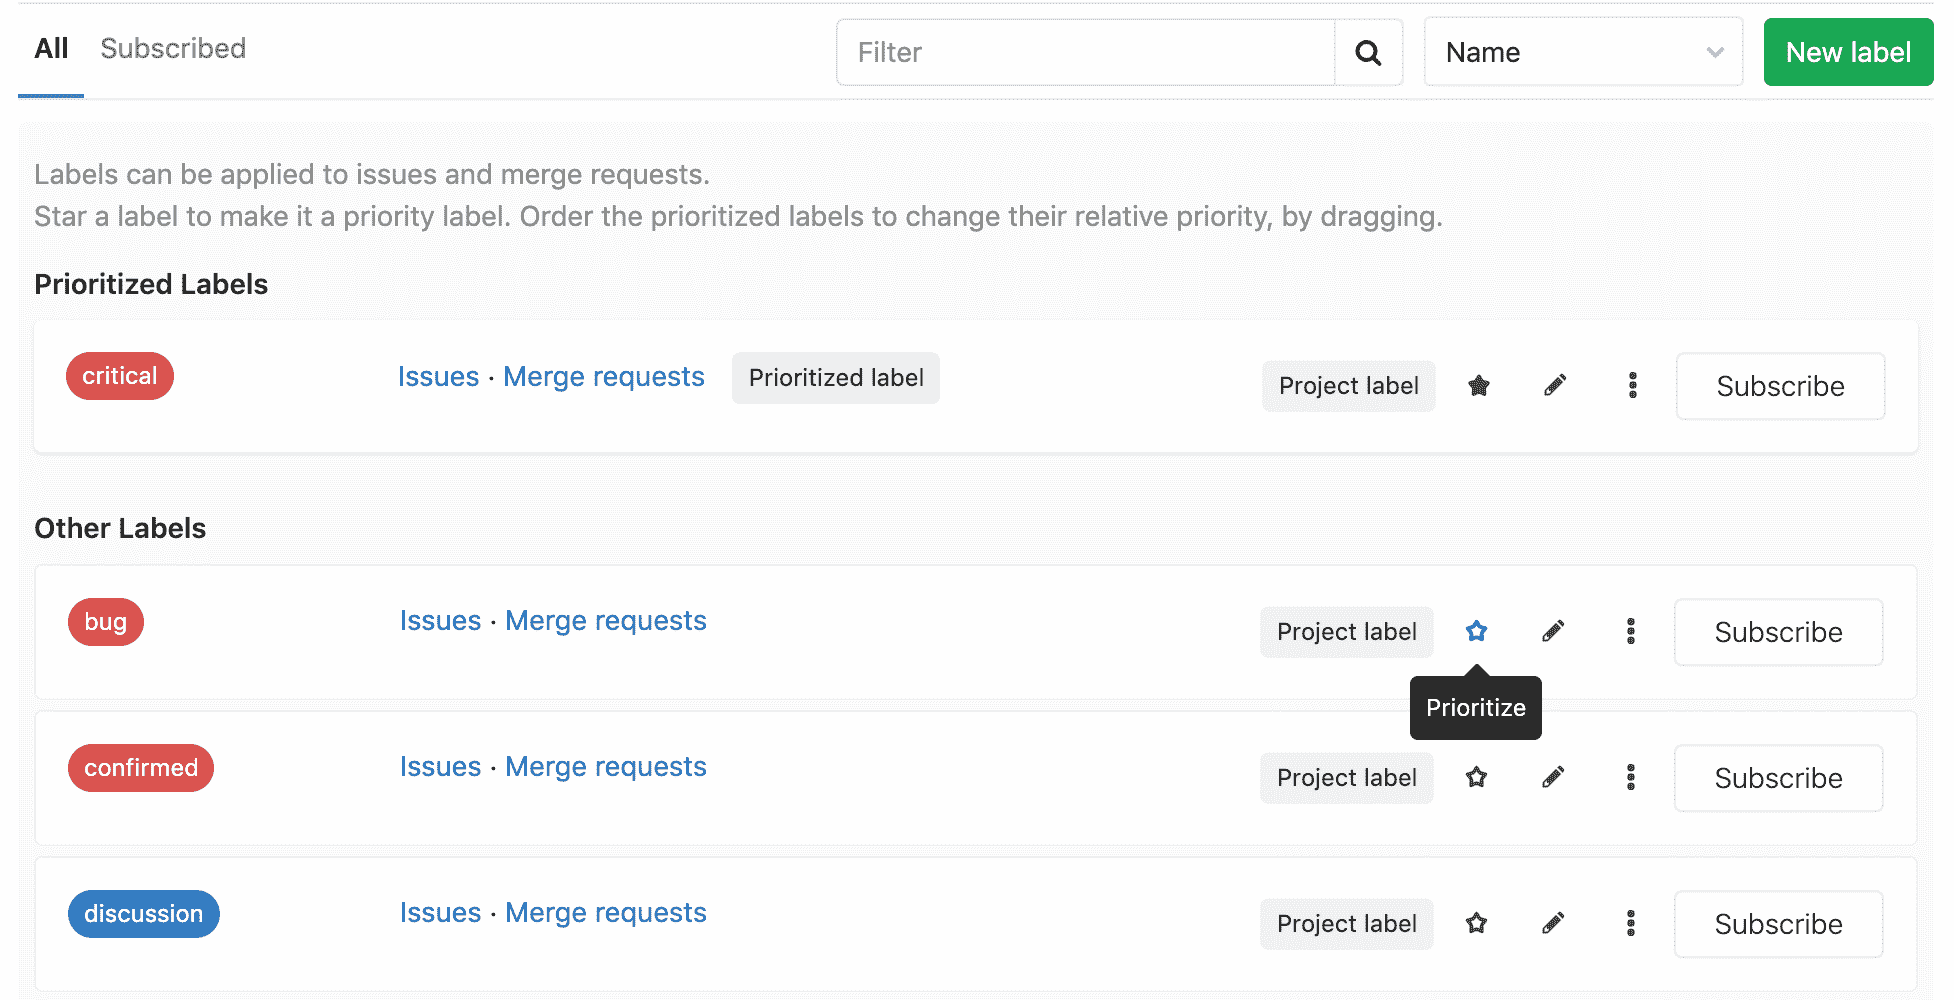 All Subscribed Filter Name New label
Labels can be applied to issues and merge requests.
Star a label to make it a priority label. Order the prioritized labels to change their relative priority, by dragging.
Prioritized Labels
critical Issues · Merge requests Prioritized label Project label Subscribe
Other Labels
bug Issues · Merge requests Project label Subscribe
Prioritize
confirmed Issues · Merge requests Project label Subscribe
discussion Issues · Merge requests Project label Subscribe